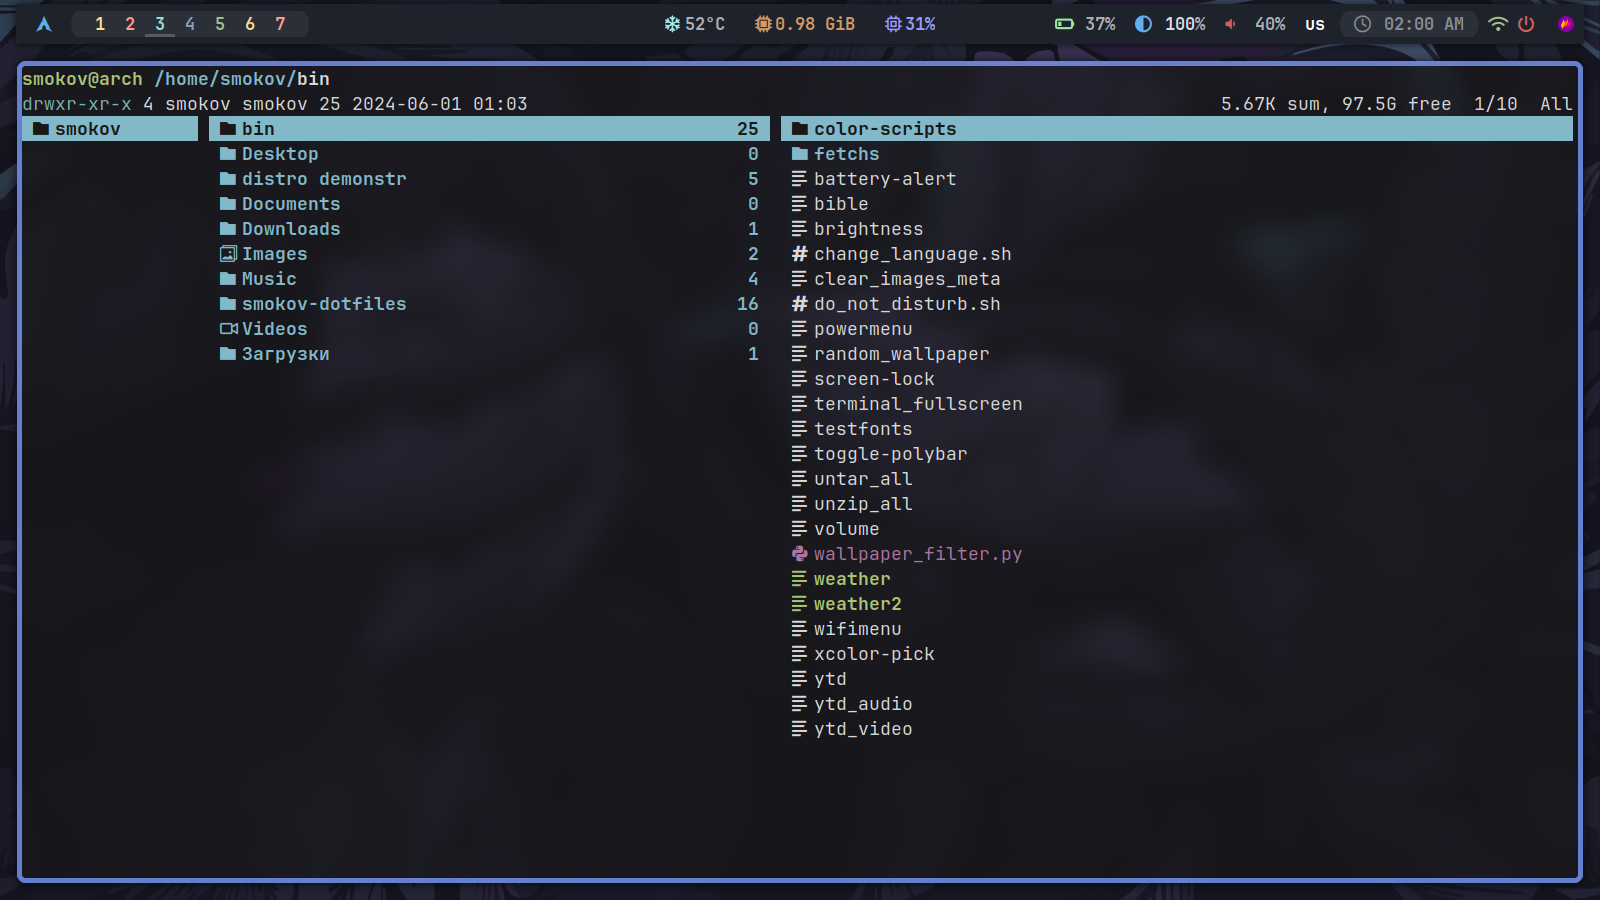 1 2 3 4 5 6 7 52°C 0.98 GiB 31% 37% 100% 40% US 02:00 AM
smokov@arch /home/smokov/bin
drwxr-xr-x 4 smokov smokov 25 2024-06-01 01:03 5.67K sum, 97.5G free 1/10 All
smokov bin 25 color-scripts
Desktop 0 fetchs
distro demonstr 5 battery-alert
Documents 0 bible
Downloads 1 brightness
Images 2 change_language.sh
Music 4 clear_images_meta
smokov-dotfiles 16 do_not_disturb.sh
Videos 0 powermenu
Загрузки 1 random_wallpaper
screen-lock
terminal_fullscreen
testfonts
toggle-polybar
untar_all
unzip_all
volume
wallpaper_filter.py
weather
weather2
wifimenu
xcolor-pick
ytd
ytd_audio
ytd_video